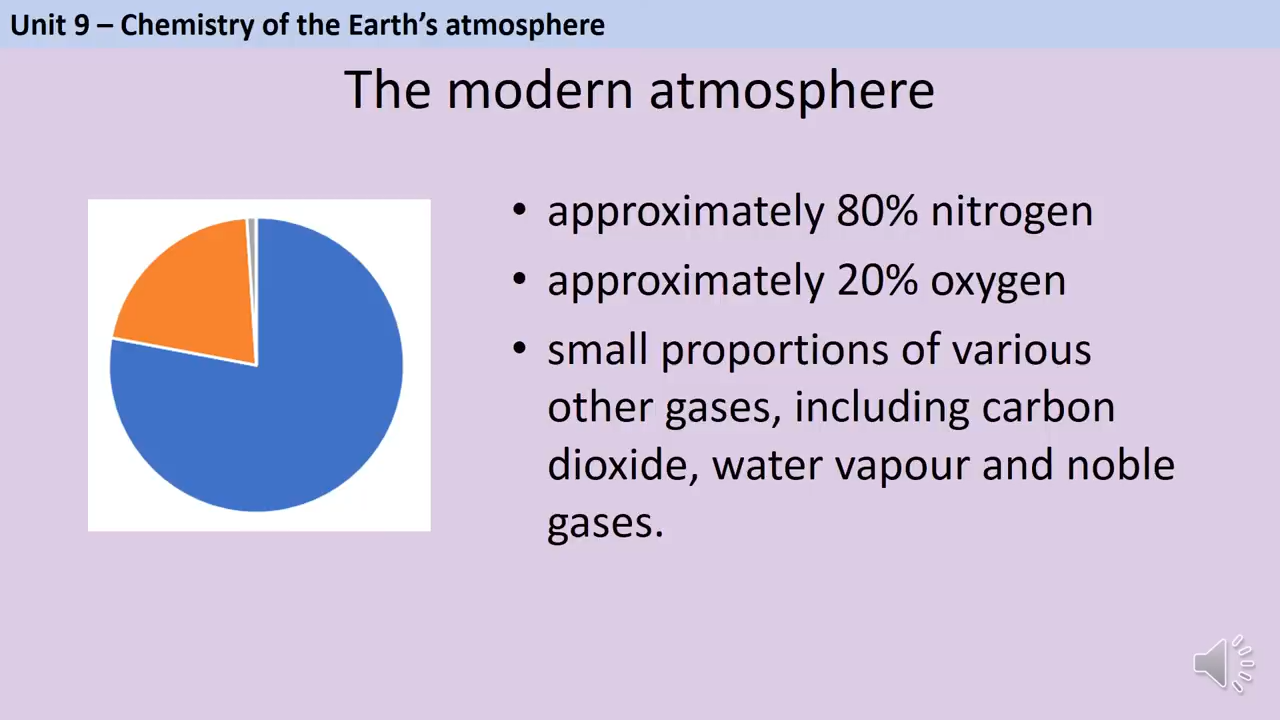 Unit 9 – Chemistry of the Earth’s atmosphere
The modern atmosphere
• approximately 80% nitrogen
• approximately 20% oxygen
• small proportions of various
other gases, including carbon
dioxide, water vapour and noble
gases.